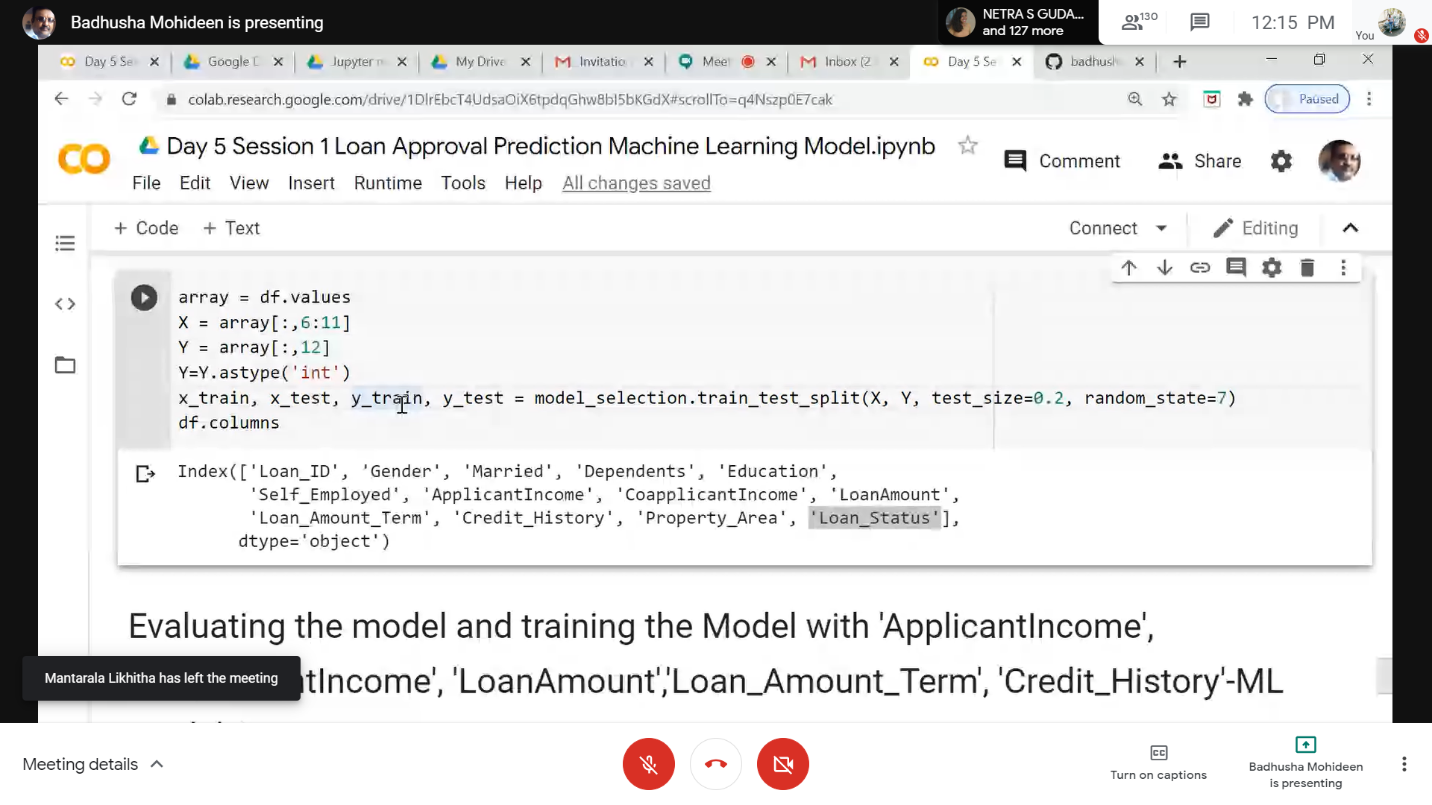 Badhusha Mohideen is presenting
NETRA S GUDA...
and 127 more
130
12:15 PM
You
Day 5 Se
Google D
Jupyter n
My Drive
Invitatio
Meet
Inbox (2
Day 5 Se
badhush
colab.research.google.com/drive/1DlrEbcT4UdsaOiX6tpdqGhw8bI5bKGdX#scrollTo=q4Nszp0E7cak
Paused
CO
Day 5 Session 1 Loan Approval Prediction Machine Learning Model.ipynb
Comment
Share
File Edit View Insert Runtime Tools Help All changes saved
+ Code + Text
Connect
Editing
array = df.values
X = array[:,6:11]
Y = array[:,12]
Y=Y.astype('int')
x_train, x_test, y_train, y_test = model_selection.train_test_split(X, Y, test_size=0.2, random_state=7)
df.columns
Index(['Loan_ID', 'Gender', 'Married', 'Dependents', 'Education',
'Self_Employed', 'ApplicantIncome', 'CoapplicantIncome', 'LoanAmount',
'Loan_Amount_Term', 'Credit_History', 'Property_Area', 'Loan_Status'],
dtype='object')
Evaluating the model and training the Model with 'ApplicantIncome',
tIncome', 'LoanAmount','Loan_Amount_Term', 'Credit_History'-ML
Mantarala Likhitha has left the meeting
Meeting details
CC
Turn on captions
Badhusha Mohideen
is presenting